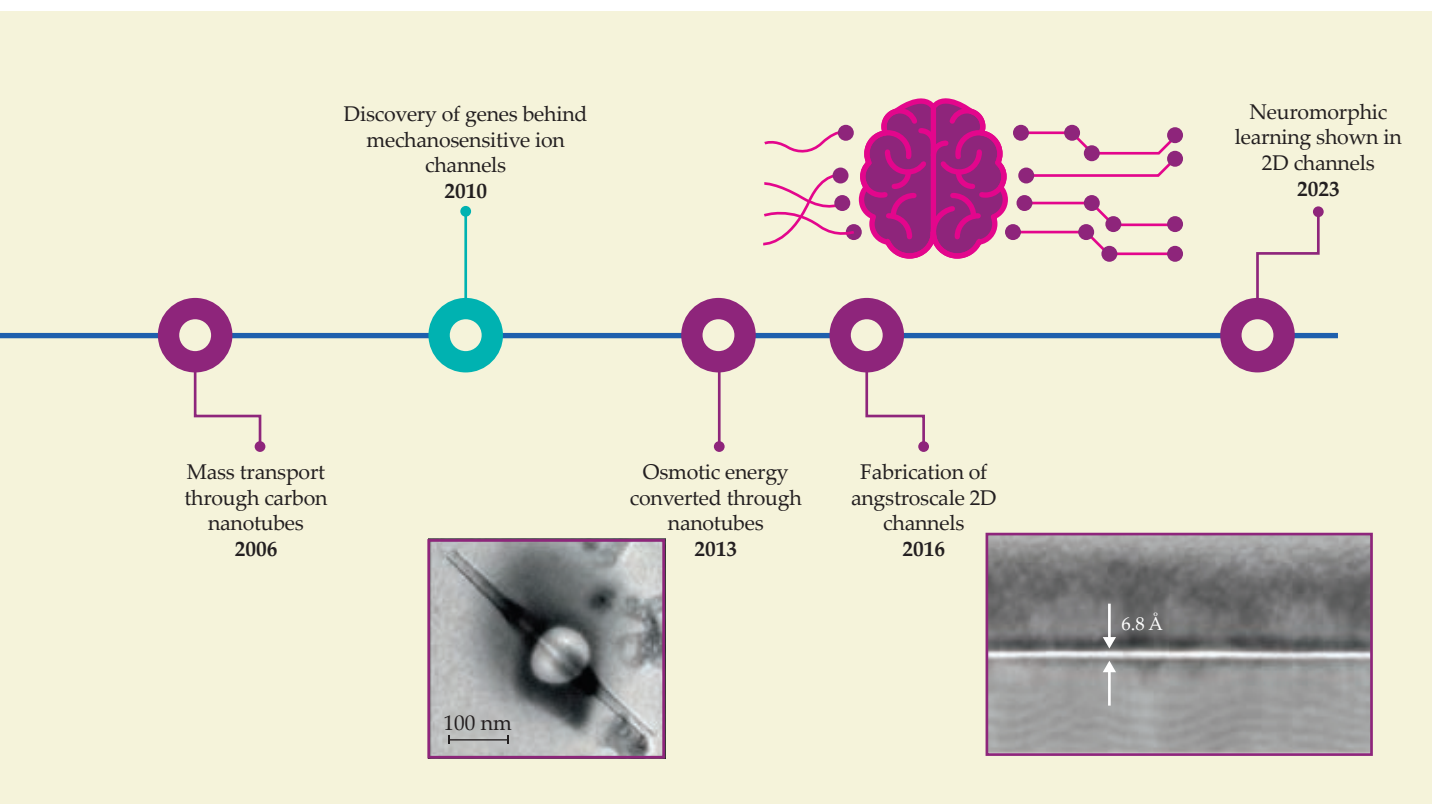 Discovery of genes behind
mechanosensitive ion
channels
2010
Neuromorphic
learning shown in
2D channels
2023
Mass transport
through carbon
nanotubes
2006
Osmotic energy
converted through
nanotubes
2013
Fabrication of
angstroscale 2D
channels
2016
100 nm
6.8 Å